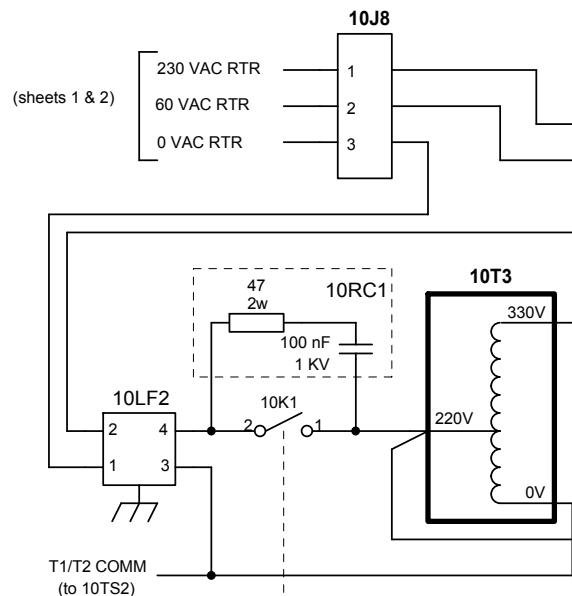 10J8
230 VAC RTR
1
(sheets 1 & 2)
60 VAC RTR
2
0 VAC RTR
3
10T3
47
2w
10RC1
330V
100 nF
1 KV
10LF2
10K1
2
4
2
1
220V
1
3
0V
T1/T2 COMM
(to 10TS2)